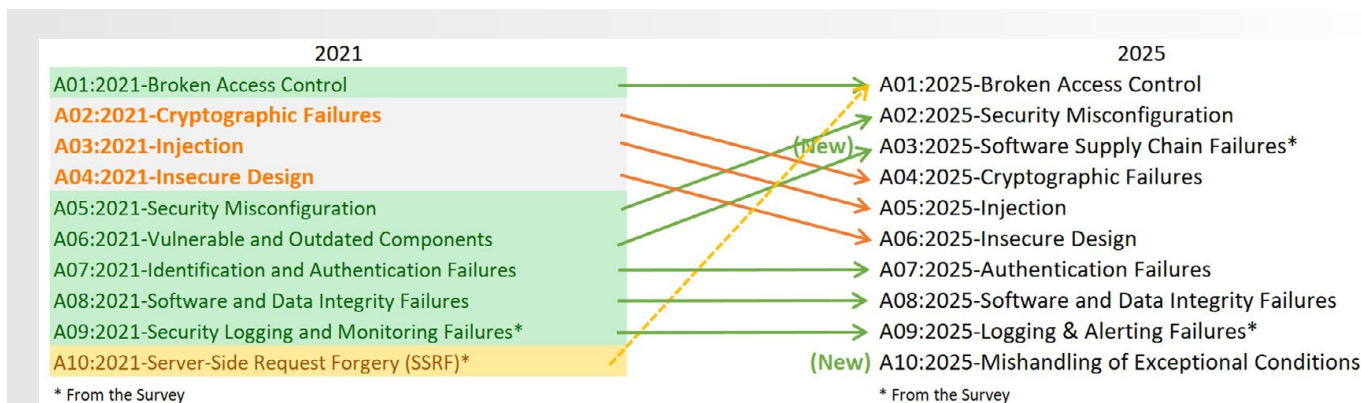 2021
A01:2021-Broken Access Control
A02:2021-Cryptographic Failures
A03:2021-Injection
A04:2021-Insecure Design
A05:2021-Security Misconfiguration
A06:2021-Vulnerable and Outdated Components
A07:2021-Identification and Authentication Failures
A08:2021-Software and Data Integrity Failures
A09:2021-Security Logging and Monitoring Failures*
A10:2021-Server-Side Request Forgery (SSRF)*
* From the Survey
2025
A01:2025-Broken Access Control
A02:2025-Security Misconfiguration
(New) A03:2025-Software Supply Chain Failures*
A04:2025-Cryptographic Failures
A05:2025-Injection
A06:2025-Insecure Design
A07:2025-Authentication Failures
A08:2025-Software and Data Integrity Failures
A09:2025-Logging & Alerting Failures*
(New) A10:2025-Mishandling of Exceptional Conditions
* From the Survey